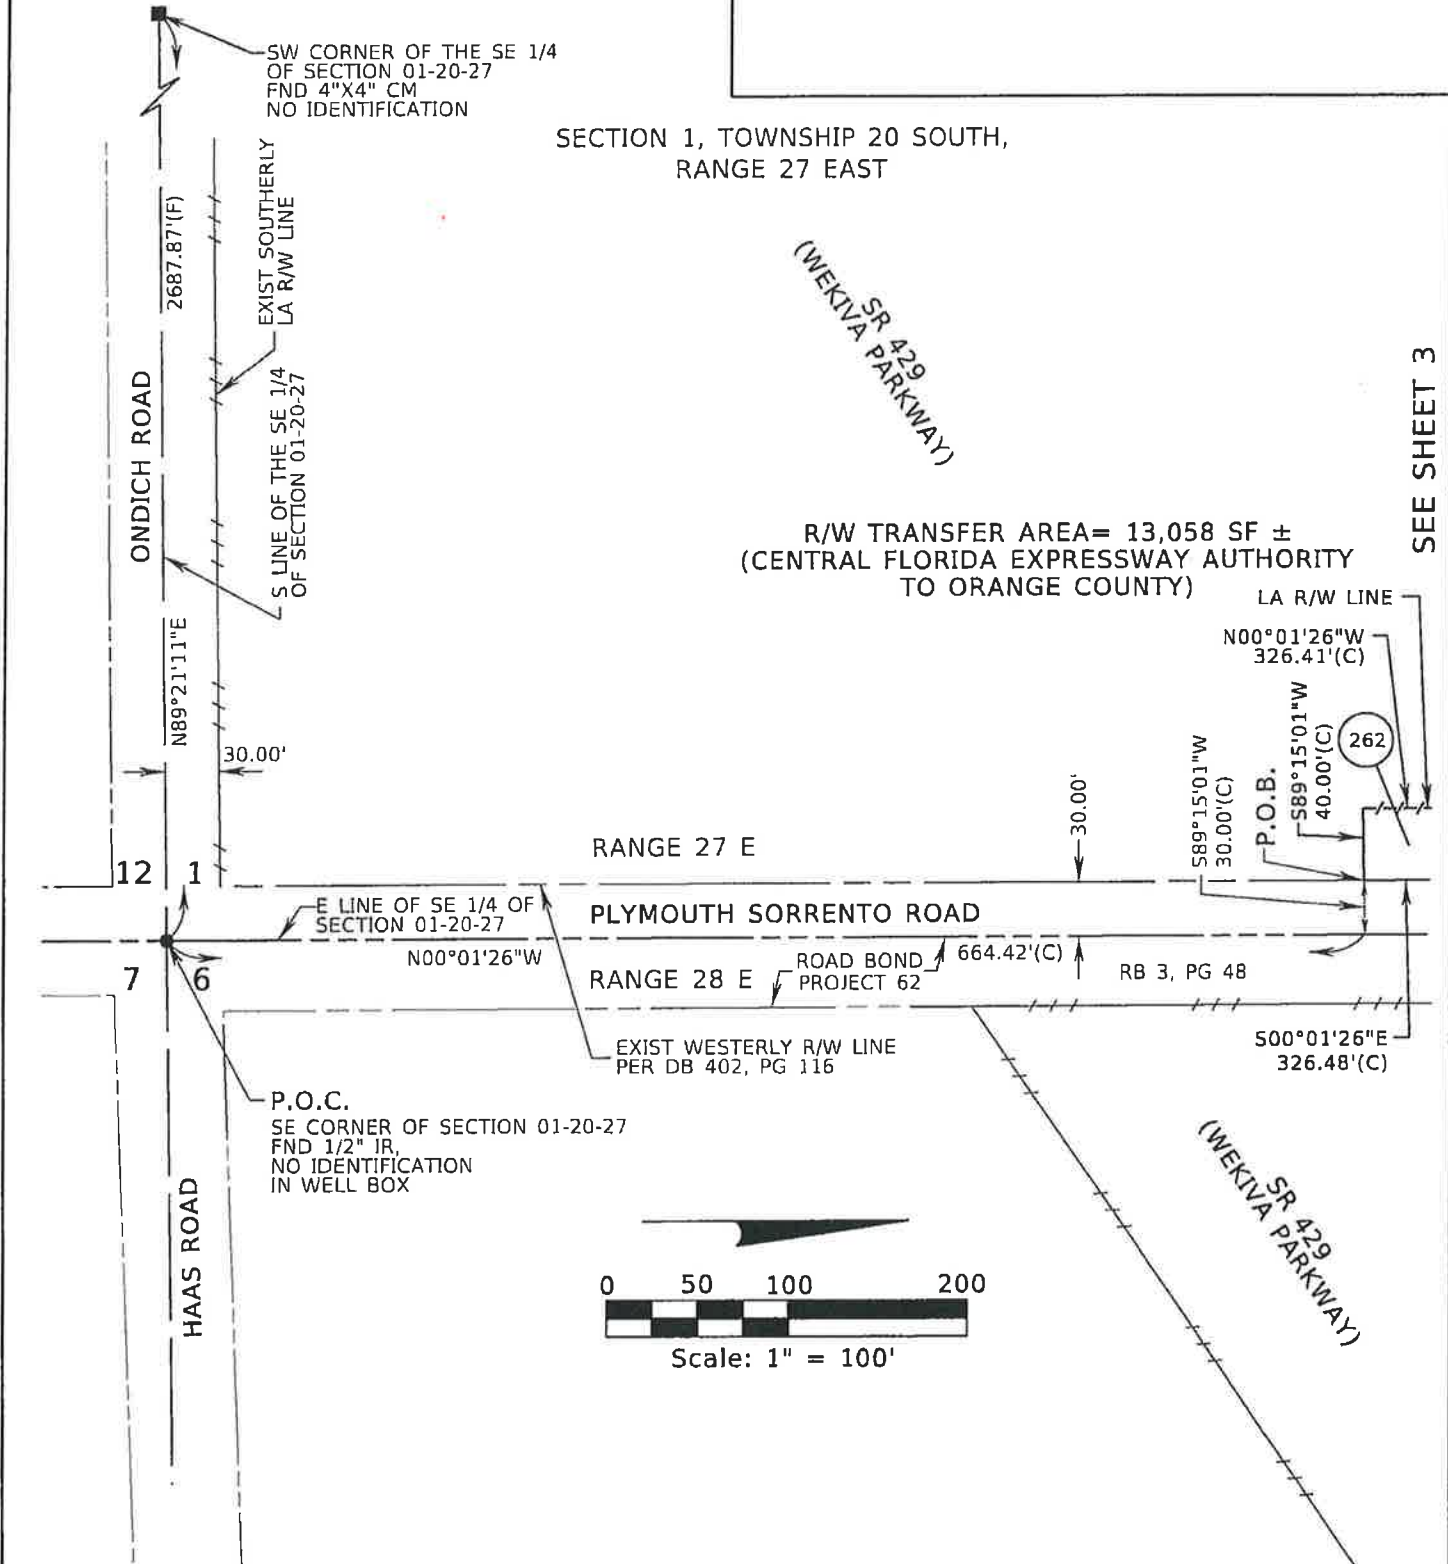 SW CORNER OF THE SE 1/4
OF SECTION 01-20-27
FND 4"X4" CM
NO IDENTIFICATION
SECTION 1, TOWNSHIP 20 SOUTH,
RANGE 27 EAST
2687.87'(F)
EXIST SOUTHERLY
LA R/W LINE
SR 429
(WEKIVA PARKWAY)
ONDICH ROAD
S LINE OF THE SE 1/4
OF SECTION 01-20-27
SEE SHEET 3
R/W TRANSFER AREA= 13,058 SF ±
(CENTRAL FLORIDA EXPRESSWAY AUTHORITY
TO ORANGE COUNTY)
LA R/W LINE
N00°01'26"W
326.41'(C)
N89°21'11"E
30.00'
30.00'
S89°15'01"W
30.00'(C)
P.O.B.
S89°15'01"W
40.00'(C)
262
RANGE 27 E
12
1
E LINE OF SE 1/4 OF
SECTION 01-20-27
PLYMOUTH SORRENTO ROAD
N00°01'26"W
664.42'(C)
7
6
RANGE 28 E
ROAD BOND
PROJECT 62
RB 3, PG 48
EXIST WESTERLY R/W LINE
PER DB 402, PG 116
S00°01'26"E
326.48'(C)
P.O.C.
SE CORNER OF SECTION 01-20-27
FND 1/2" IR,
NO IDENTIFICATION
IN WELL BOX
HAAS ROAD
SR 429
(WEKIVA PARKWAY)
0 50 100 200
Scale: 1" = 100'